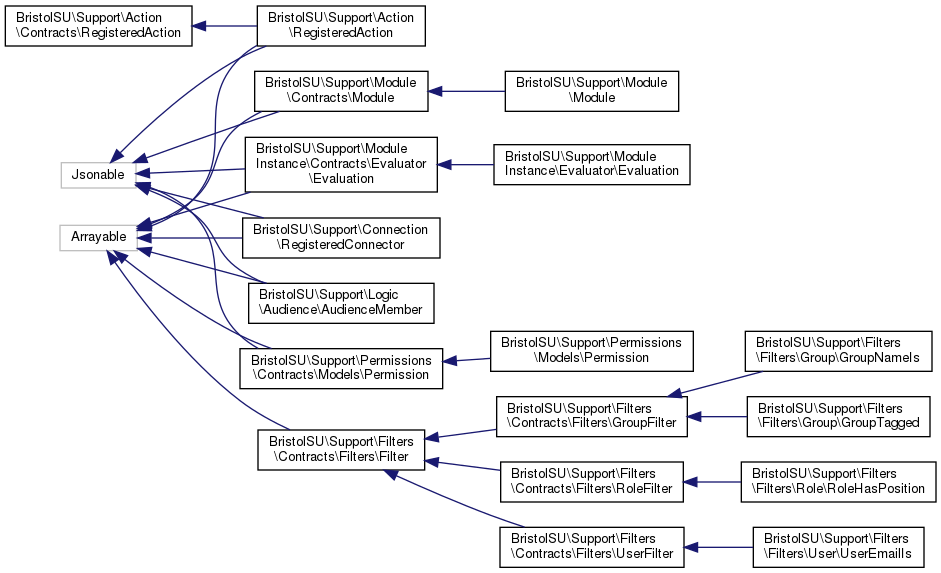 BristolSU\Support\Action
\Contracts\RegisteredAction
BristolSU\Support\Action
\RegisteredAction
BristolSU\Support\Module
\Contracts\Module
BristolSU\Support\Module
\Module
Jsonable
BristolSU\Support\Module
Instance\Contracts\Evaluator
\Evaluation
BristolSU\Support\Module
Instance\Evaluator\Evaluation
Arrayable
BristolSU\Support\Connection
\RegisteredConnector
BristolSU\Support\Logic
\Audience\AudienceMember
BristolSU\Support\Permissions
\Contracts\Models\Permission
BristolSU\Support\Permissions
\Models\Permission
BristolSU\Support\Filters
\Filters\Group\GroupNameIs
BristolSU\Support\Filters
\Contracts\Filters\GroupFilter
BristolSU\Support\Filters
\Filters\Group\GroupTagged
BristolSU\Support\Filters
\Contracts\Filters\Filter
BristolSU\Support\Filters
\Contracts\Filters\RoleFilter
BristolSU\Support\Filters
\Filters\Role\RoleHasPosition
BristolSU\Support\Filters
\Contracts\Filters\UserFilter
BristolSU\Support\Filters
\Filters\User\UserEmailIs